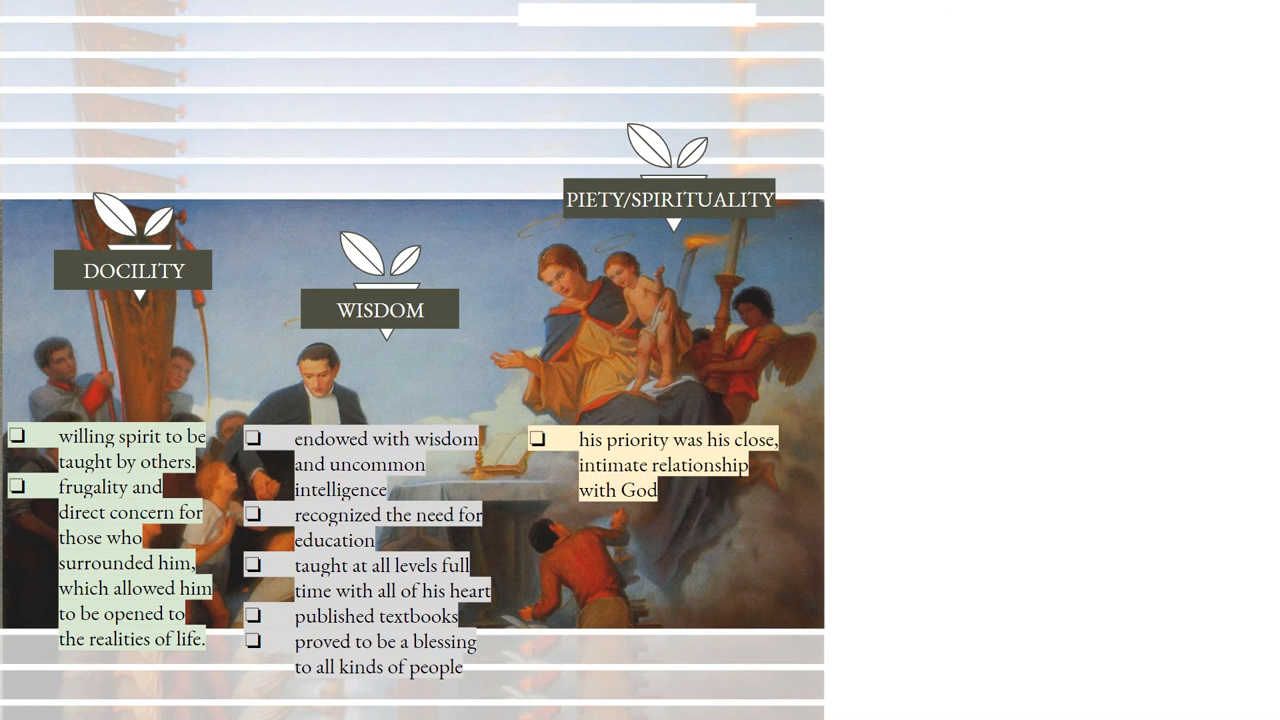 PIETY/SPIRITUALITY
DOCILITY
WISDOM
❏ willing spirit to be
taught by others.
❏ frugality and
direct concern for
those who
surrounded him,
which allowed him
to be opened to
the realities of life.
❏ endowed with wisdom
and uncommon
intelligence
❏ recognized the need for
education
❏ taught at all levels full
time with all of his heart
❏ published textbooks
❏ proved to be a blessing
to all kinds of people
❏ his priority was his close,
intimate relationship
with God